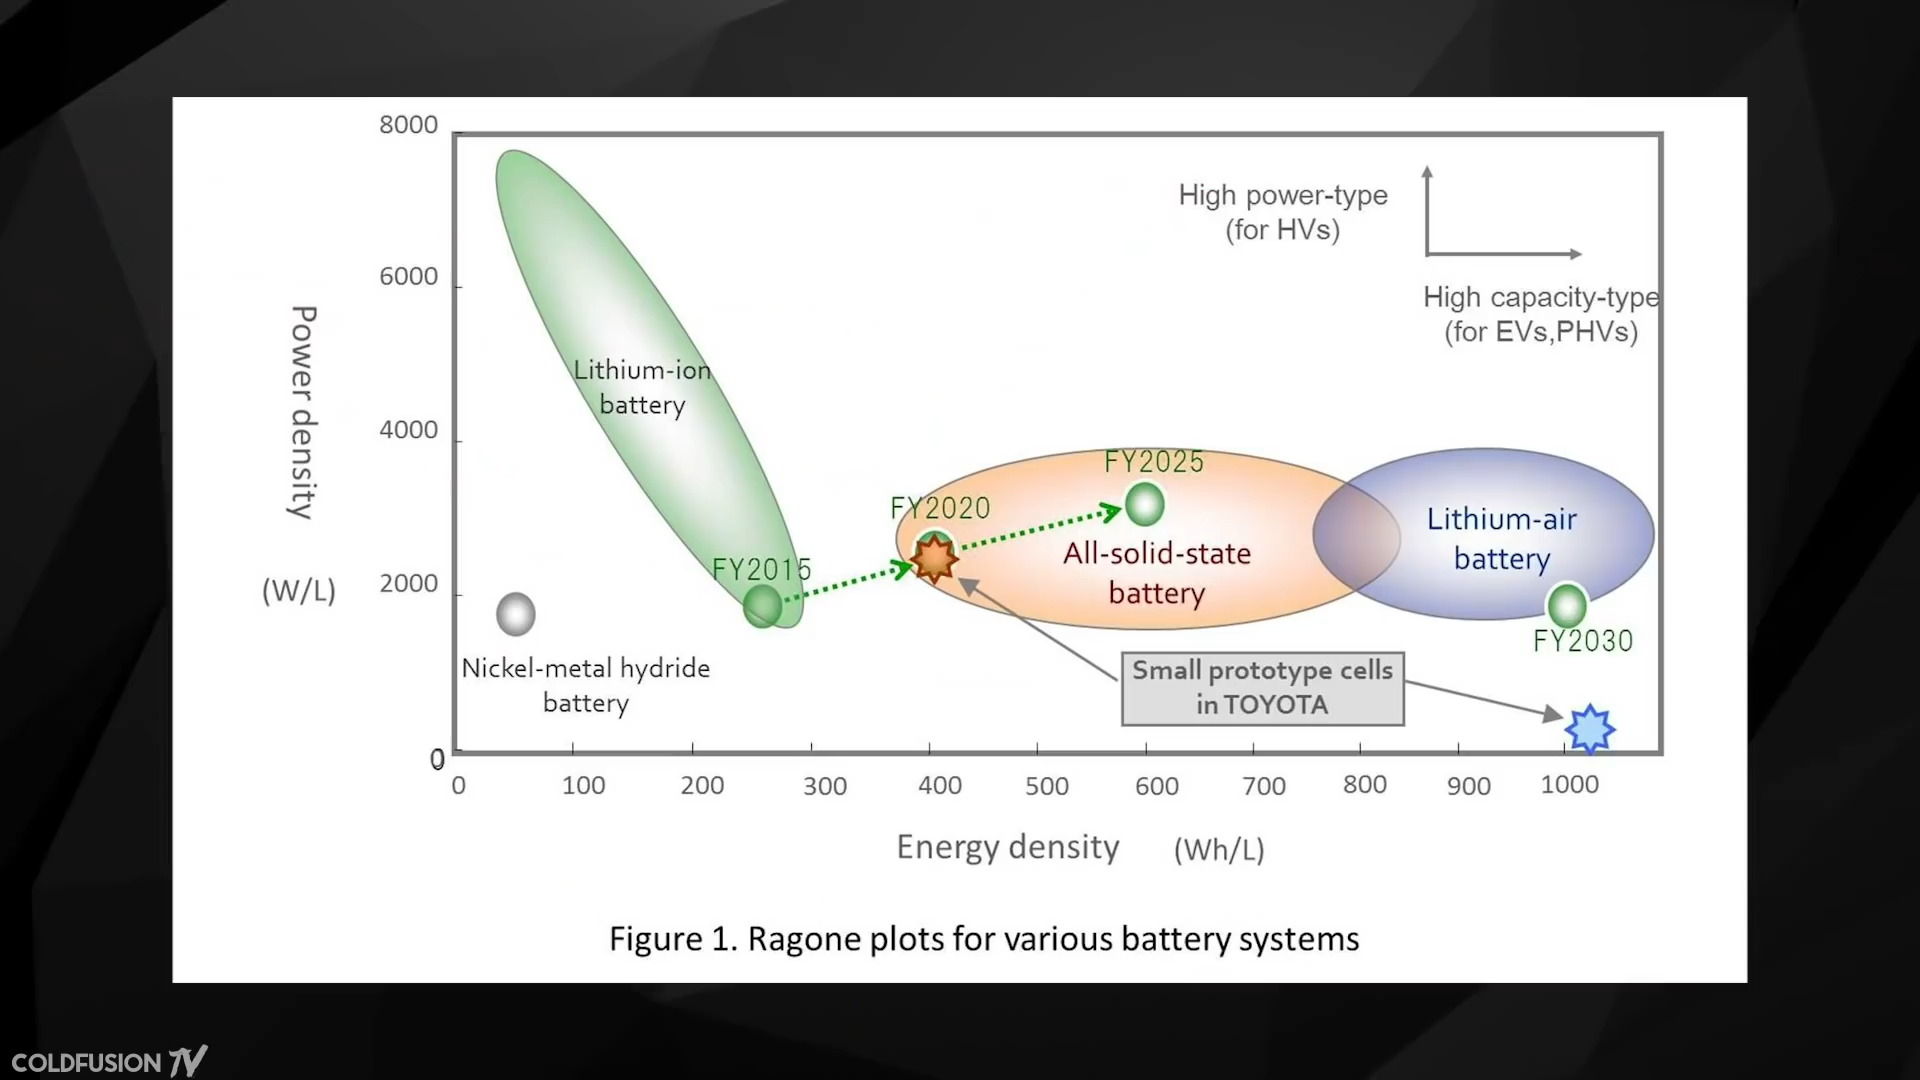 8000
6000
4000
2000
0
0
Power density
(W/L)
High power-type
(for HVs)
High capacity-type
(for EVs,PHVs)
Lithium-ion
battery
FY2015
FY2020
FY2025
All-solid-state
battery
Lithium-air
battery
FY2030
Nickel-metal hydride
battery
Small prototype cells
in TOYOTA
0 100 200 300 400 500 600 700 800 900 1000
Energy density (Wh/L)
Figure 1. Ragone plots for various battery systems
COLDFUSION TV